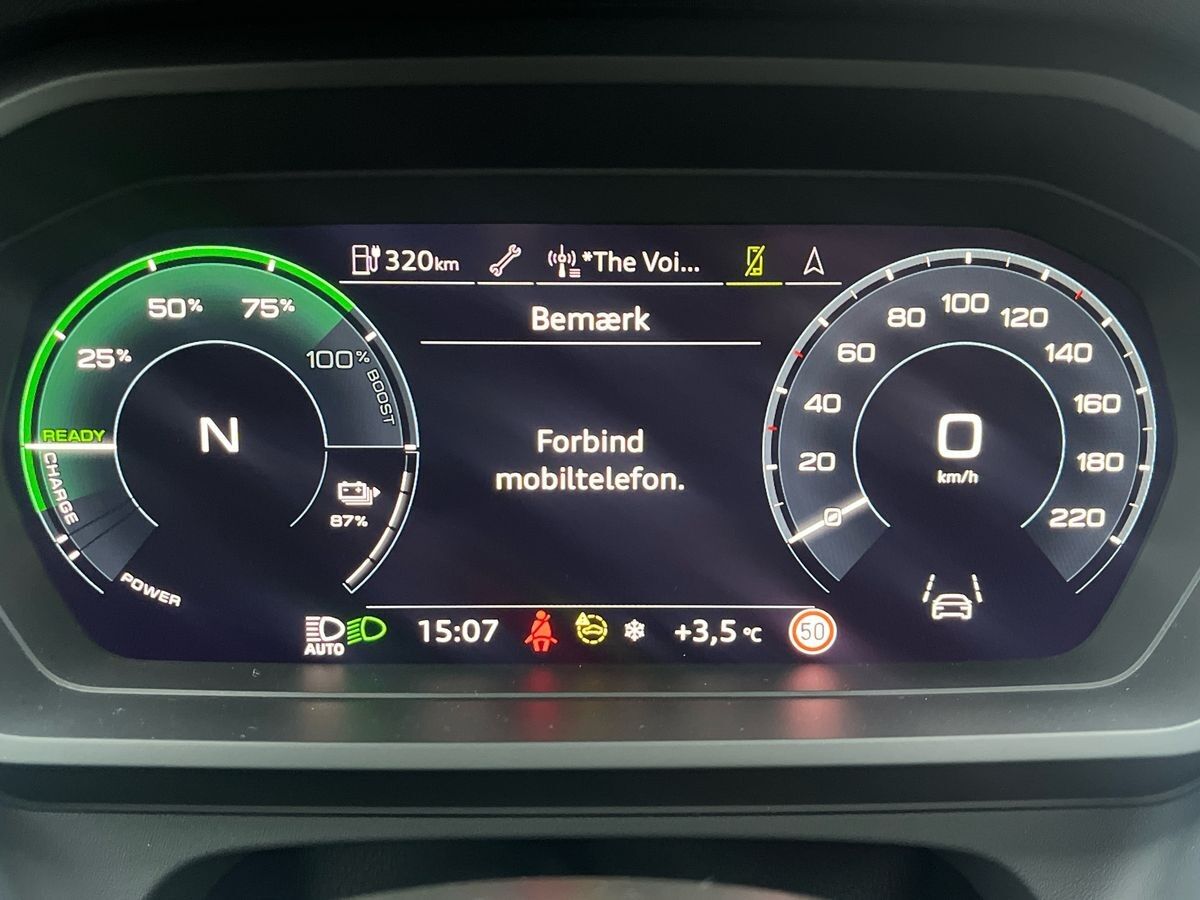 320km
*The Voi...
Bemærk
Forbind
mobiltelefon.
25%
50%
75%
100%
BOOST
READY
CHARGE
POWER
N
87%
20
40
60
80
100
120
140
160
180
220
0
km/h
AUTO
15:07
+3,5 °C
50